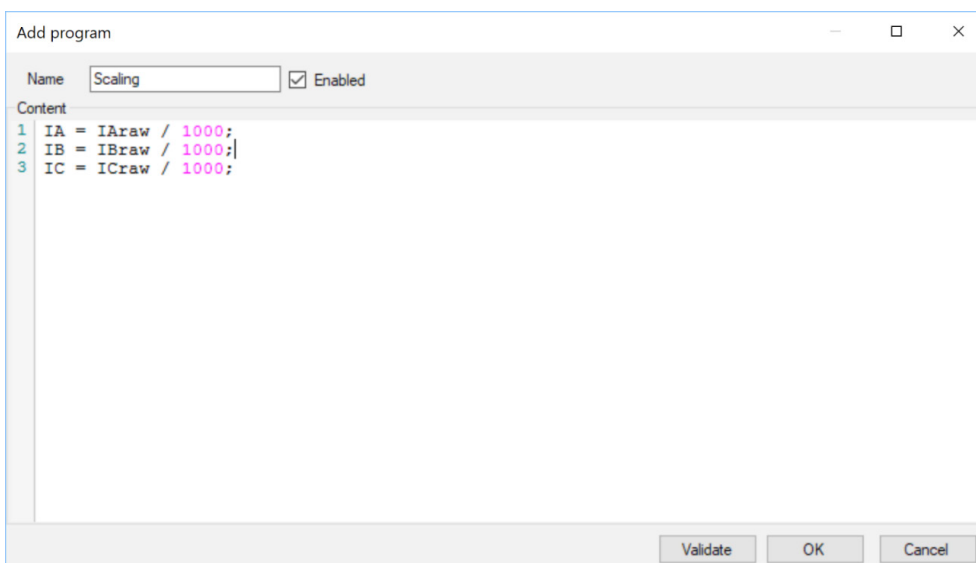 Add program
Name Scaling Enabled
Content
1 IA = IAraw / 1000;
2 IB = IBraw / 1000;
3 IC = ICraw / 1000;
Validate OK Cancel